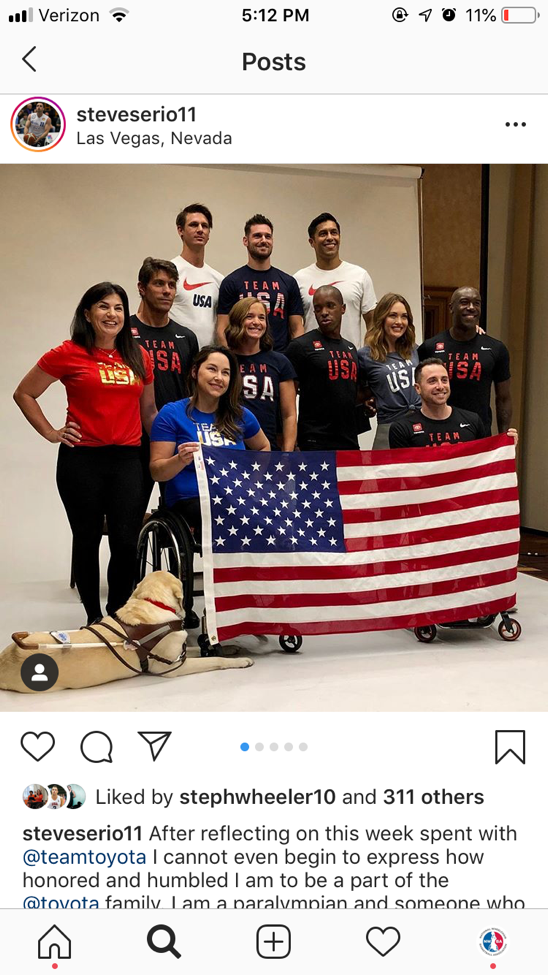 Verizon 5:12 PM 11%
Posts
steveserio11
Las Vegas, Nevada
USA
TEAM
USA
TEAM
USA
TEAM
USA
TEAM
USA
TEAM
USA
TEAM
USA
TEAM
USA
TEAM
USA
TEAM
Liked by stephwheeler10 and 311 others
steveserio11 After reflecting on this week spent with
@teamtoyota I cannot even begin to express how
honored and humbled I am to be a part of the
@toyota family. I am a paralympian and someone who